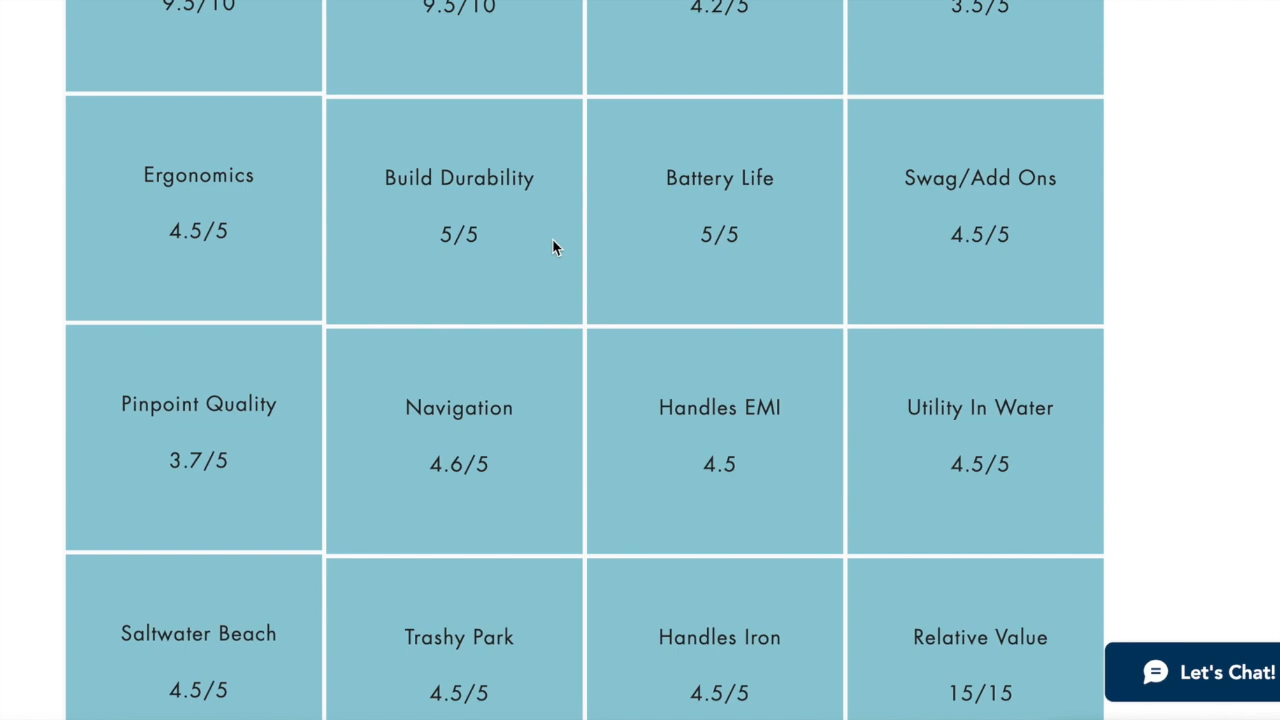 9.5/10
9.5/10
4.2/5
3.5/5
Ergonomics
4.5/5
Build Durability
5/5
Battery Life
5/5
Swag/Add Ons
4.5/5
Pinpoint Quality
3.7/5
Navigation
4.6/5
Handles EMI
4.5
Utility In Water
4.5/5
Saltwater Beach
4.5/5
Trashy Park
4.5/5
Handles Iron
4.5/5
Relative Value
15/15
Let's Chat!